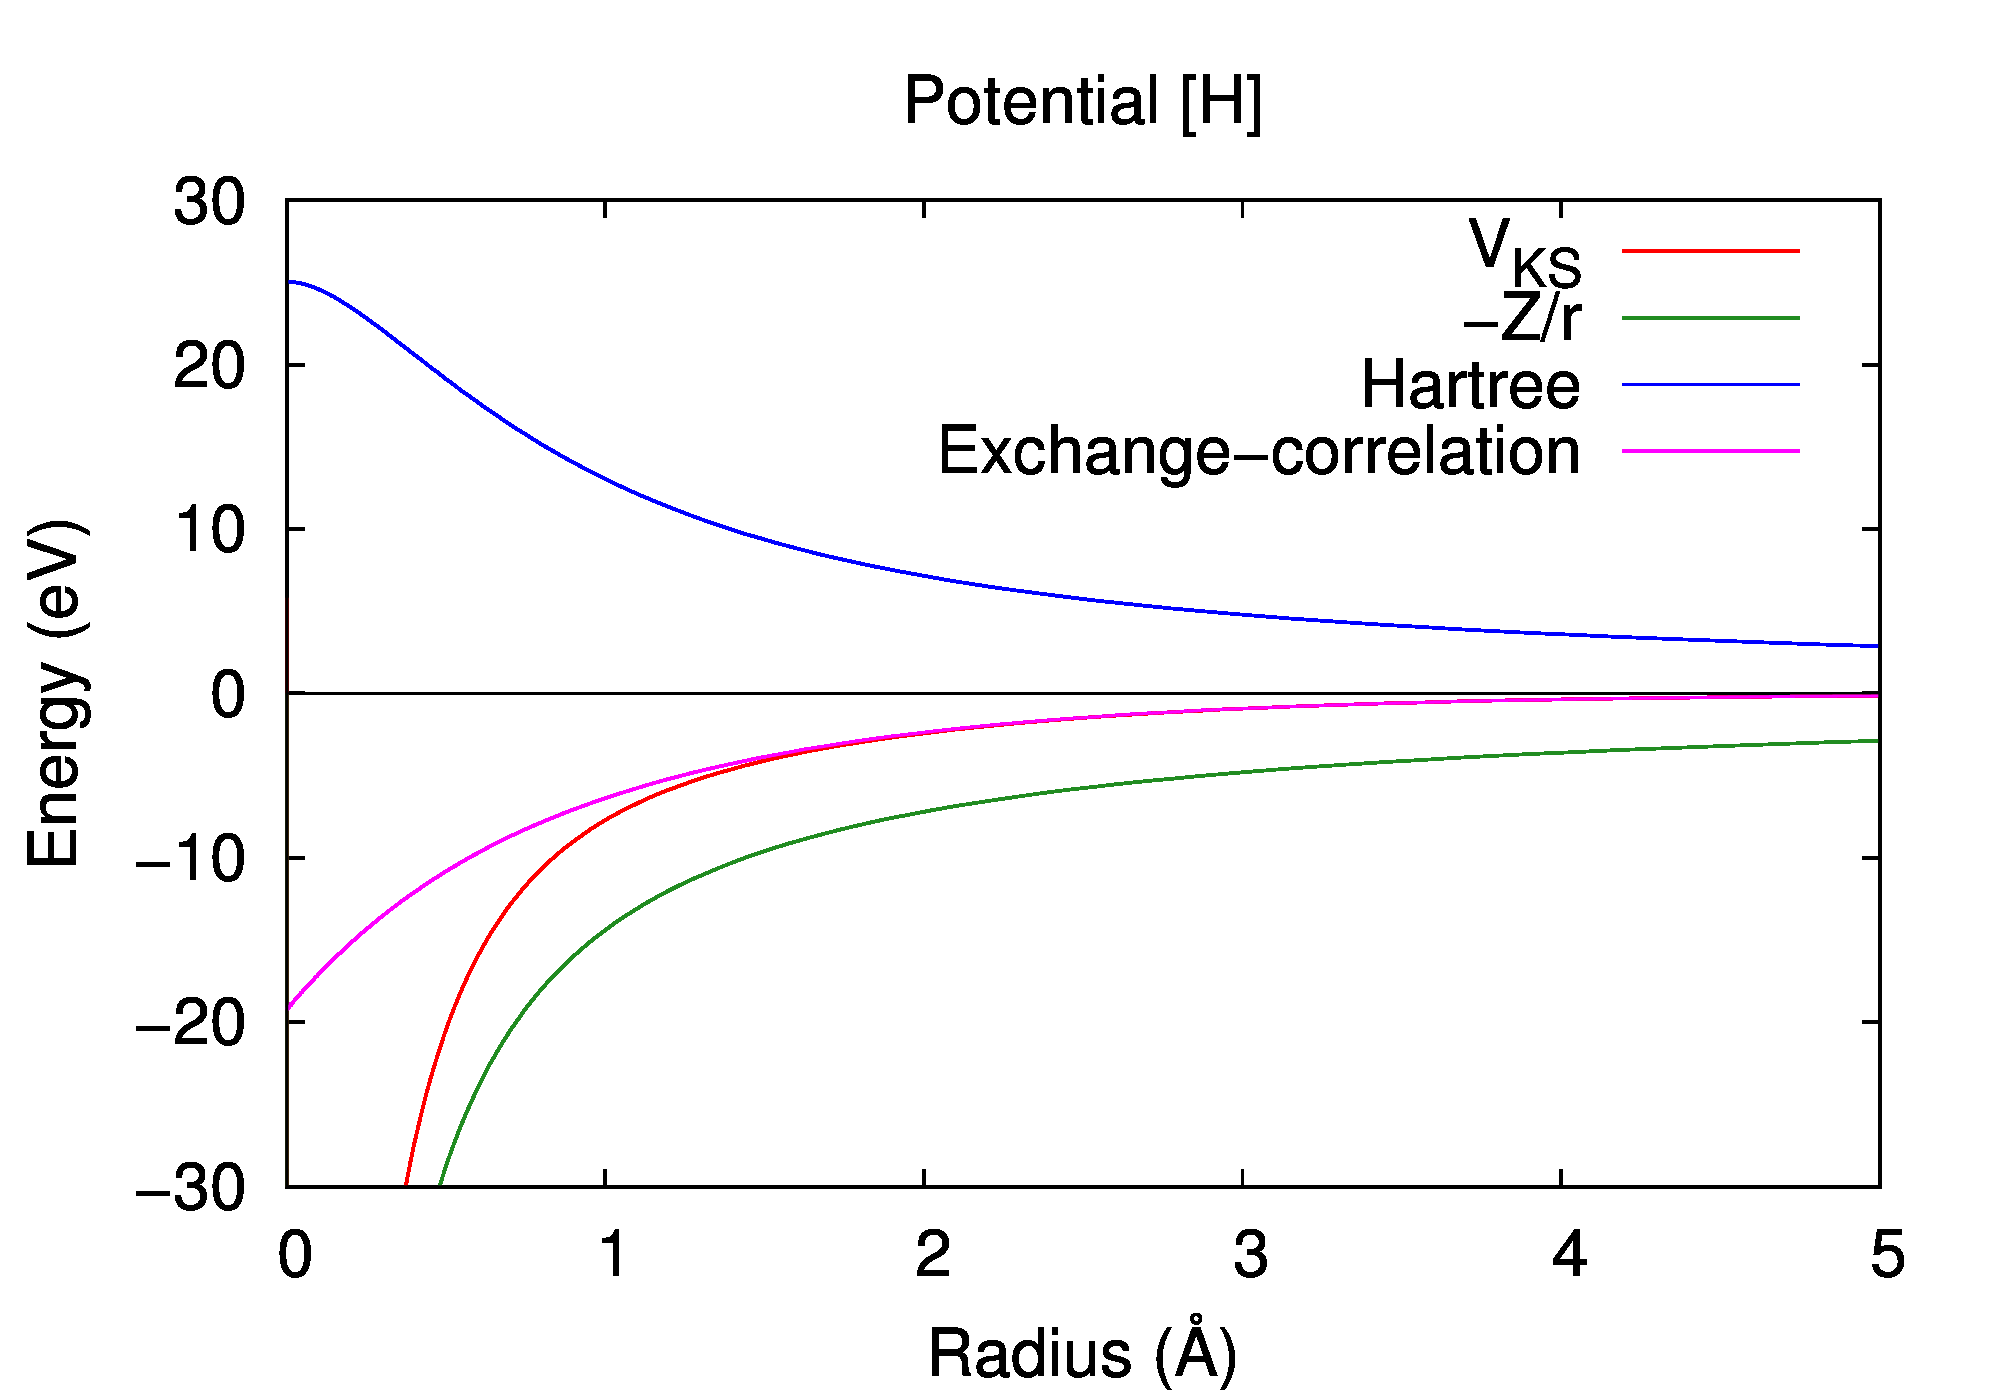 Potential [H]
30
20
10
0
−10
−20
−30
Energy (eV)
V_KS
−Z/r
Hartree
Exchange−correlation
0 1 2 3 4 5
Radius (Å)